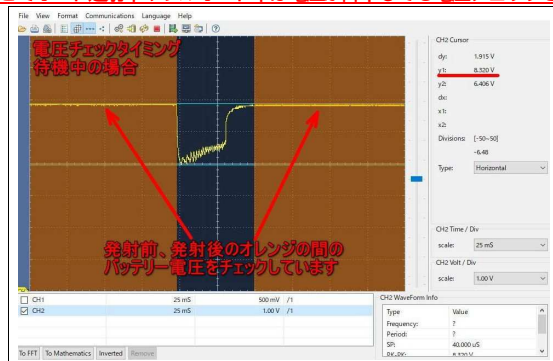 File View Format Communications Language Help
電圧チェックタイミング
待機中の場合
発射前、発射後のオレンジの間の
バッテリー電圧をチェックしています
CH2 Cursor
dy: 1.915 V
y1: 8.320 V
y2: 6.406 V
dx:
x1:
x2:
Divisions: [-50~50]
-6.48
Type: Horizontal
CH2 Time / Div
scale: 25 mS
CH2 Volt / Div
scale: 1.00 V
CH1 25 mS 500 mV /1
CH2 25 mS 1.00 V /1
CH2 WaveForm Info
Type Value
Frequency: ?
Period: ?
SP: 40.000 uS
PK-PK: 8.320 V
To FFT To Mathematics Inverted Remove